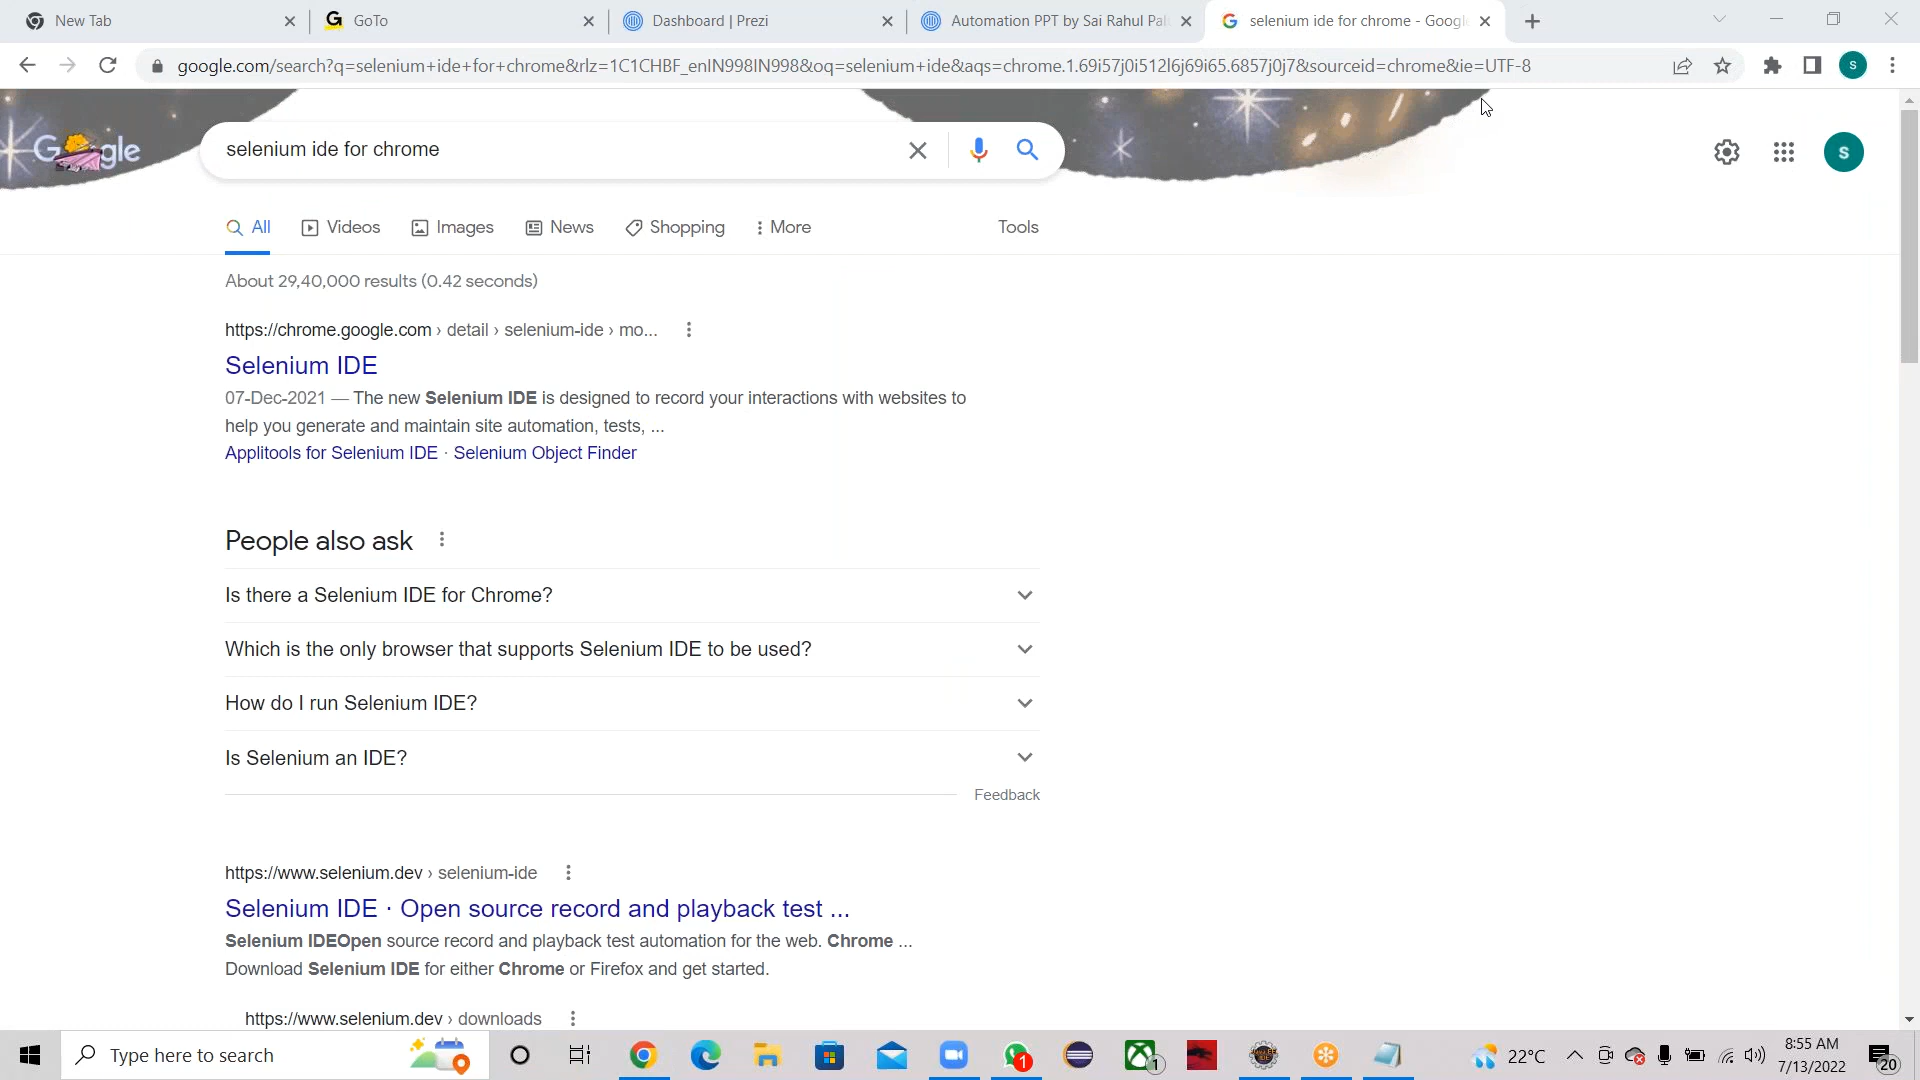 New Tab
GoTo
Dashboard | Prezi
Automation PPT by Sai Rahul Pal
selenium ide for chrome - Googl
google.com/search?q=selenium+ide+for+chrome&rlz=1C1CHBF_enIN998IN998&oq=selenium+ide&aqs=chrome.1.69i57j0i512l6j69i65.6857j0j7&sourceid=chrome&ie=UTF-8
S
Google
selenium ide for chrome
S
All
Videos
Images
News
Shopping
More
Tools
About 29,40,000 results (0.42 seconds)
https://chrome.google.com › detail › selenium-ide › mo...
Selenium IDE
07-Dec-2021 — The new Selenium IDE is designed to record your interactions with websites to
help you generate and maintain site automation, tests, ...
Applitools for Selenium IDE · Selenium Object Finder
People also ask
Is there a Selenium IDE for Chrome?
Which is the only browser that supports Selenium IDE to be used?
How do I run Selenium IDE?
Is Selenium an IDE?
Feedback
https://www.selenium.dev › selenium-ide
Selenium IDE · Open source record and playback test ...
Selenium IDEOpen source record and playback test automation for the web. Chrome ...
Download Selenium IDE for either Chrome or Firefox and get started.
https://www.selenium.dev › downloads
Type here to search
1
1
22°C
8:55 AM
7/13/2022
20